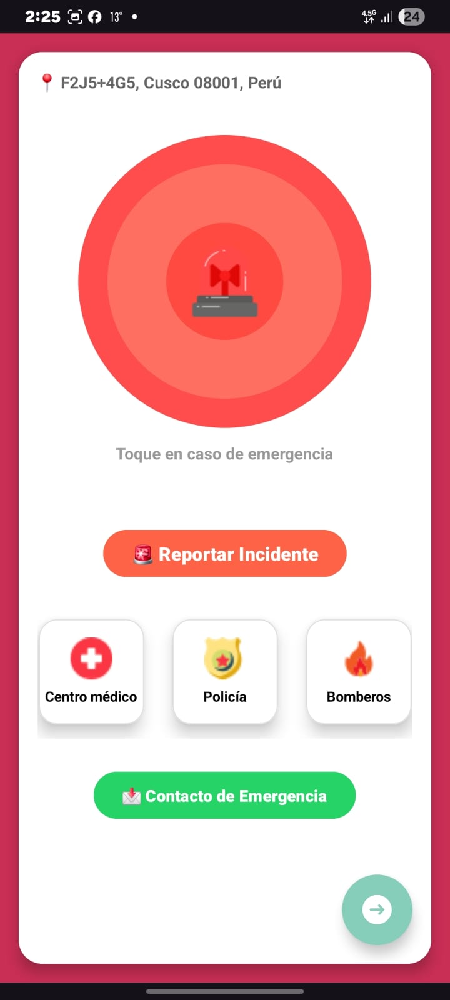 2:25 13° 4.5G 24
F2J5+4G5, Cusco 08001, Perú
Toque en caso de emergencia
Reportar Incidente
Centro médico Policía Bomberos
Contacto de Emergencia